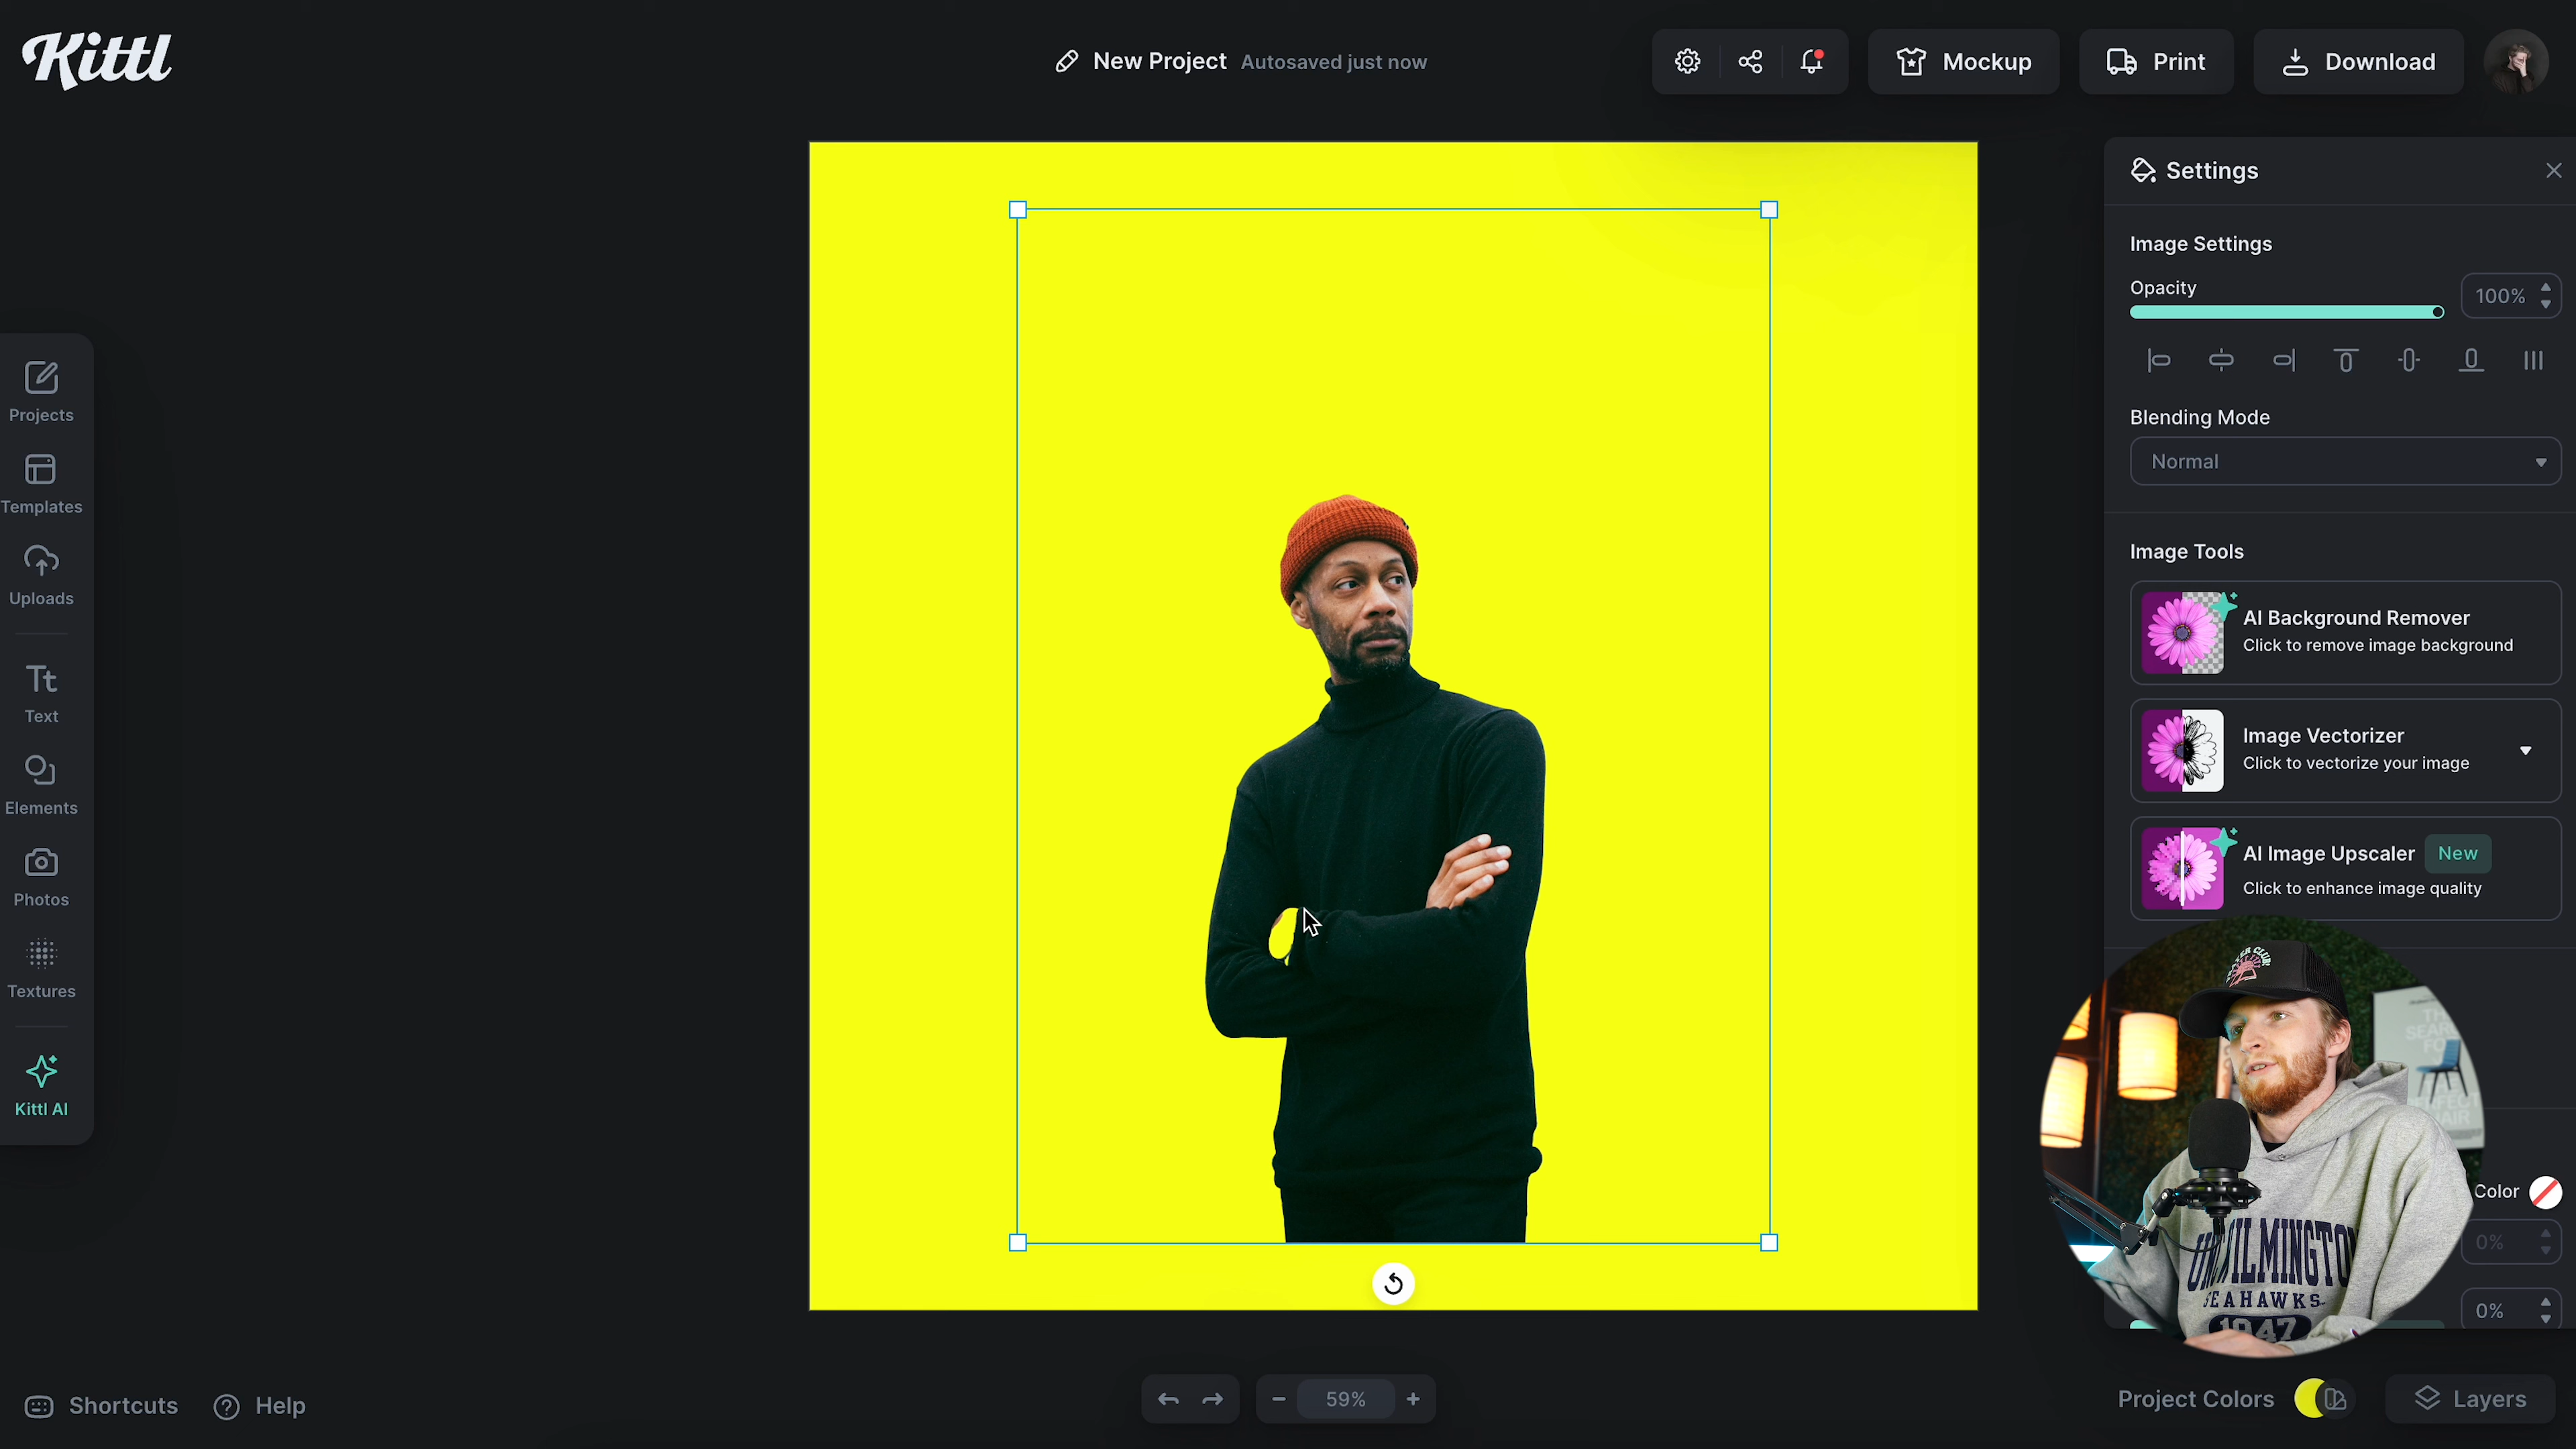 Kittl
New Project Autosaved just now
Mockup
Print
Download
Projects
Templates
Uploads
Tt
Text
Elements
Photos
Textures
Kittl AI
Settings
Image Settings
Opacity
100%
Blending Mode
Normal
Image Tools
AI Background Remover
Click to remove image background
Image Vectorizer
Click to vectorize your image
AI Image Upscaler New
Click to enhance image quality
Color
0%
0%
WILMINGTON
SEAHAWKS
1947
Shortcuts
Help
59%
Project Colors
Layers